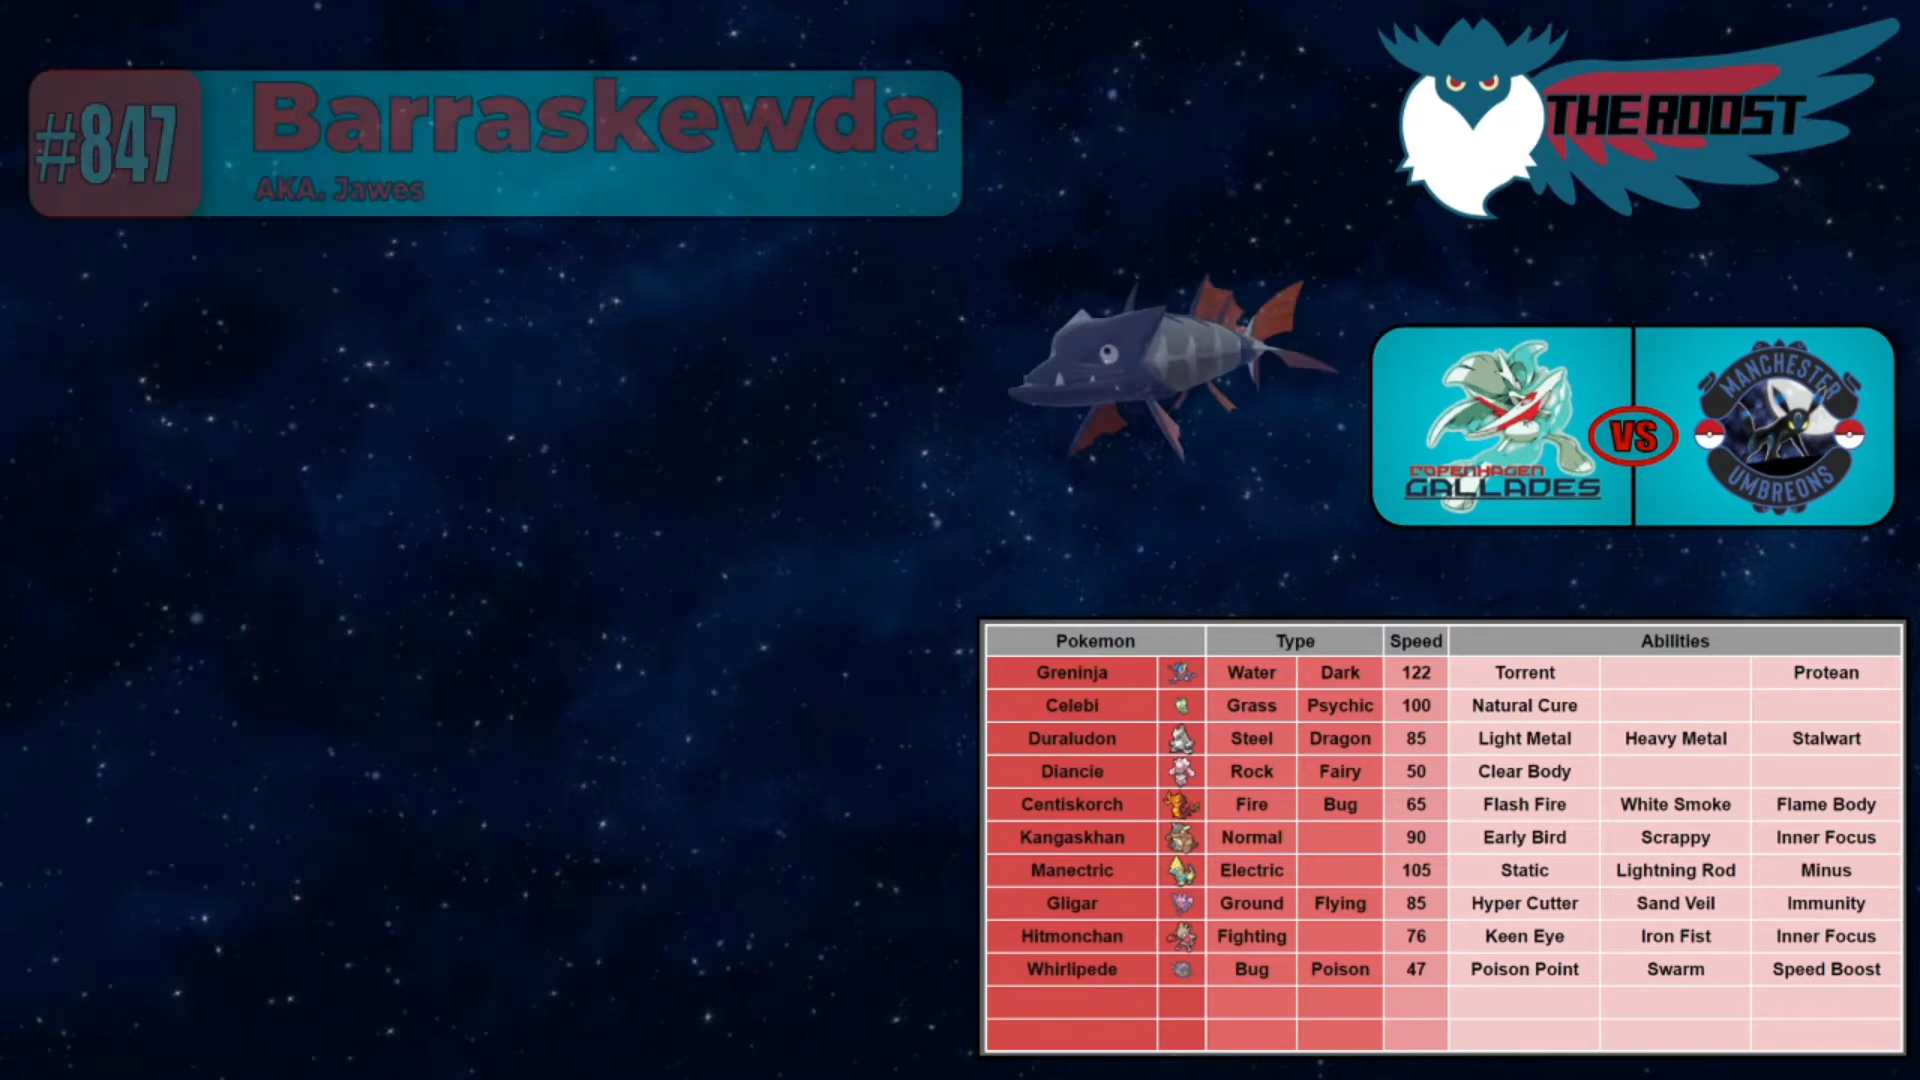 #847
Barraskewda
AKA. Jawes
THE ROOST
COPENHAGEN
GALLADES
VS
MANCHESTER
UMBREONS
Pokemon Type Speed Abilities
Greninja Water Dark 122 Torrent Protean
Celebi Grass Psychic 100 Natural Cure
Duraludon Steel Dragon 85 Light Metal Heavy Metal Stalwart
Diancie Rock Fairy 50 Clear Body
Centiskorch Fire Bug 65 Flash Fire White Smoke Flame Body
Kangaskhan Normal 90 Early Bird Scrappy Inner Focus
Manectric Electric 105 Static Lightning Rod Minus
Gligar Ground Flying 85 Hyper Cutter Sand Veil Immunity
Hitmonchan Fighting 76 Keen Eye Iron Fist Inner Focus
Whirlipede Bug Poison 47 Poison Point Swarm Speed Boost